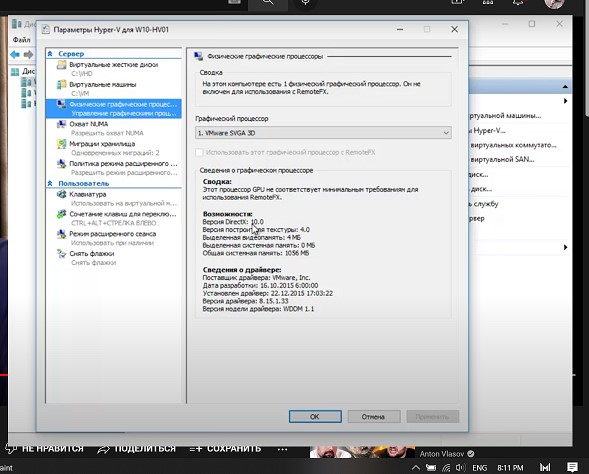 Параметры Hyper-V для W10-HV01
Файл
Сервер
Виртуальные жесткие диски
C:\VHD
Виртуальные машины
C:\VM
Физические графические процес...
Управление графическими проц...
Охват NUMA
Разрешить охват NUMA
Миграции хранилища
Одновременных миграций: 2
Политика режима расширенного ...
Запретить режим расширенного ...
Пользователь
Клавиатура
Использовать на виртуальной м...
Сочетание клавиш для переклю...
CTRL+ALT+СТРЕЛКА ВЛЕВО
Режим расширенного сеанса
Использовать при наличии
Снять флажки
Снять флажки
Физические графические процессоры
Сводка
На этом компьютере есть 1 физический графический процессор. Он не
включен для использования с RemoteFX.
Графический процессор
1. VMware SVGA 3D
Использовать этот графический процессор с RemoteFX
Сведения о графическом процессоре
Сводка:
Этот процессор GPU не соответствует минимальным требованиям для
использования RemoteFX.
Возможности:
Версия DirectX: 10.0
Версия построителя текстуры: 4.0
Выделенная видеопамять: 4 МБ
Выделенная системная память: 0 МБ
Общая системная память: 1056 МБ
Сведения о драйвере:
Поставщик драйвера: VMware, Inc.
Дата разработки: 16.10.2015 6:00:00
Установлен драйвер: 22.12.2015 17:03:22
Версия драйвера: 8.15.1.33
Версия модели драйвера: WDDM 1.1
OK
Отмена
Применить
ртуальной машины...
ы Hyper-V...
виртуальных коммутато...
виртуальной SAN...
диск...
диск...
службу
рвер
НЕ НРАВИТСЯ
ПОДЕЛИТЬСЯ
СОХРАНИТЬ
Anton Vlasov
aint
ENG
8:11 PM